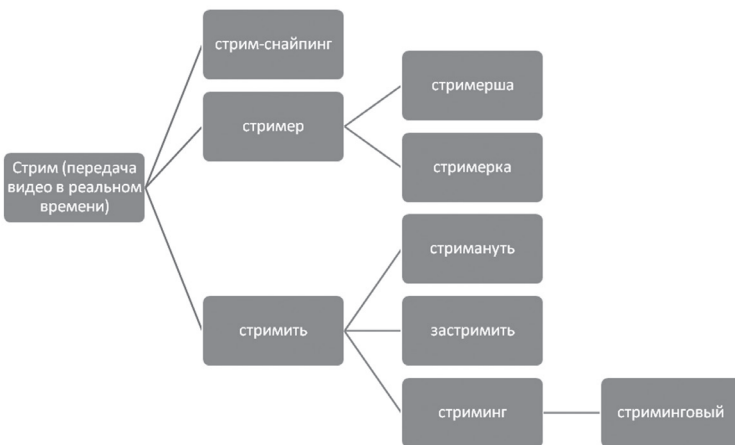 стрим-снайпинг
стримерша
стример
стримерка
Стрим (передача
видео в реальном
времени)
стримануть
стримить
застримить
стриминг
стриминговый